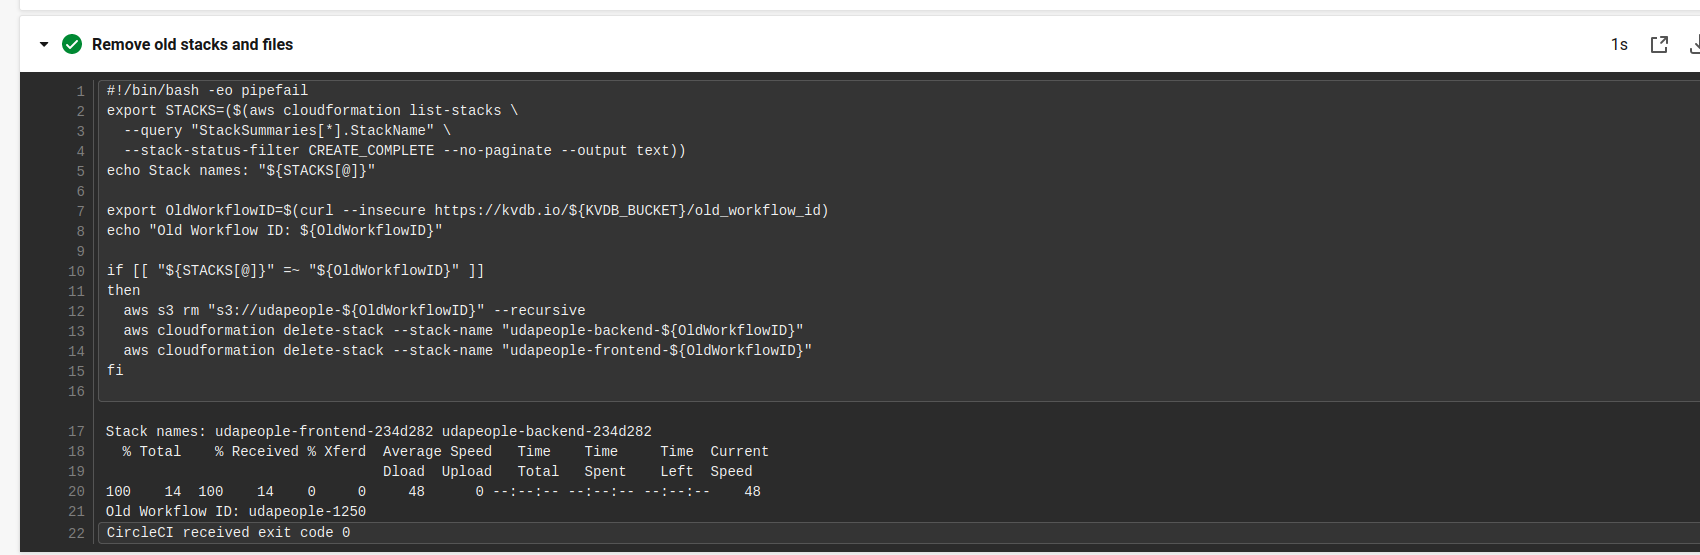 Remove old stacks and files 1s
1 #!/bin/bash -eo pipefail
2 export STACKS=($(aws cloudformation list-stacks \
3   --query "StackSummaries[*].StackName" \
4   --stack-status-filter CREATE_COMPLETE --no-paginate --output text))
5 echo Stack names: "${STACKS[@]}"
6
7 export OldWorkflowID=$(curl --insecure https://kvdb.io/${KVDB_BUCKET}/old_workflow_id)
8 echo "Old Workflow ID: ${OldWorkflowID}"
9
10 if [[ "${STACKS[@]}" =~ "${OldWorkflowID}" ]]
11 then
12   aws s3 rm "s3://udapeople-${OldWorkflowID}" --recursive
13   aws cloudformation delete-stack --stack-name "udapeople-backend-${OldWorkflowID}"
14   aws cloudformation delete-stack --stack-name "udapeople-frontend-${OldWorkflowID}"
15 fi
16
17 Stack names: udapeople-frontend-234d282 udapeople-backend-234d282
18   % Total    % Received % Xferd  Average Speed   Time    Time     Time  Current
19                                  Dload  Upload   Total   Spent    Left  Speed
20 100    14  100    14    0     0     48      0 --:--:-- --:--:-- --:--:--    48
21 Old Workflow ID: udapeople-1250
22 CircleCI received exit code 0